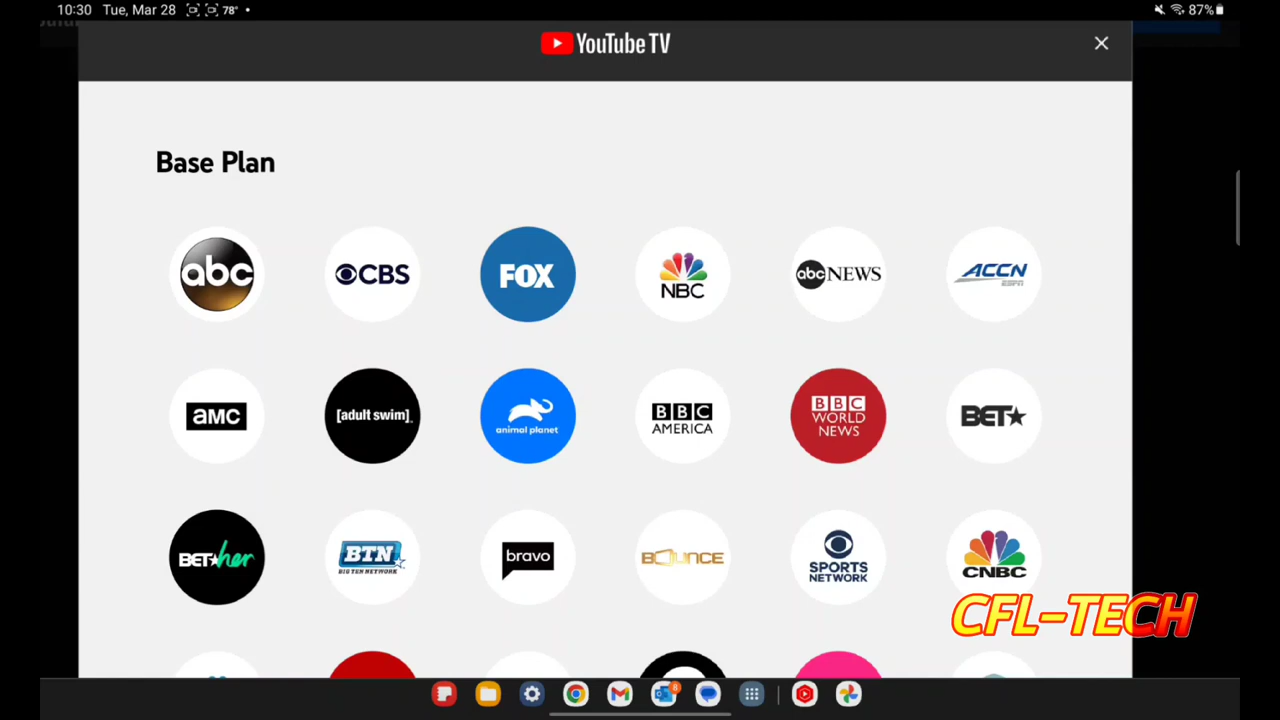 10:30 Tue, Mar 28 78° 87%
YouTube TV
Base Plan
abc CBS FOX NBC abc NEWS ACCN ESPN
aMC [adult swim] animal planet BBC AMERICA BBC WORLD NEWS BET
BET her BTN BIG TEN NETWORK bravo BOUNCE SPORTS NETWORK CNBC
CFL-TECH
8